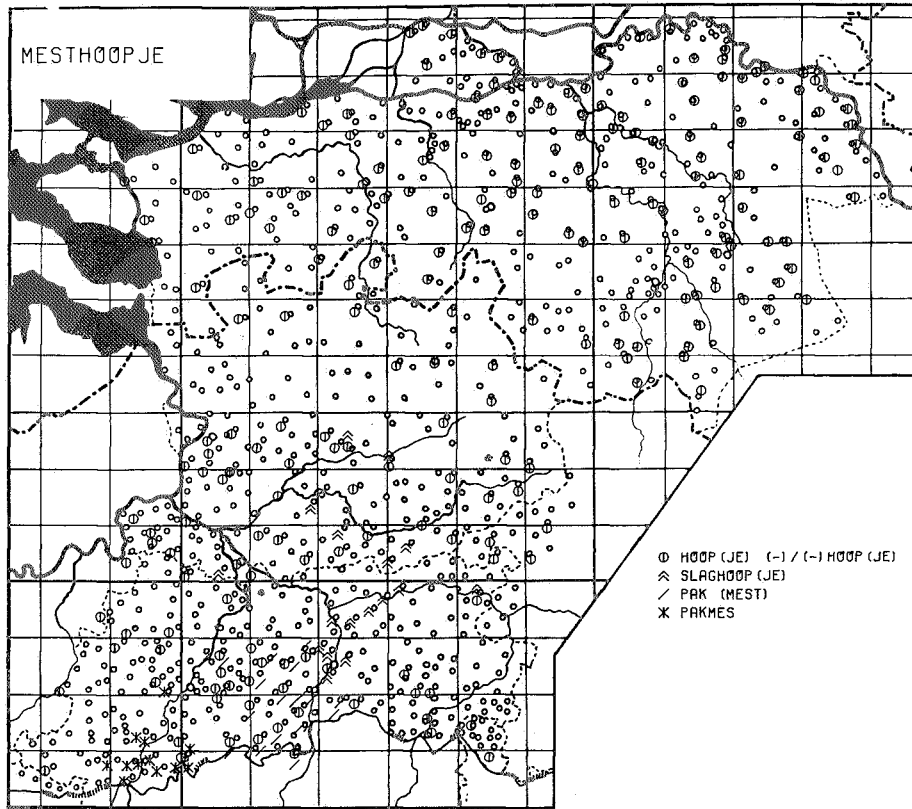 MESTHOOPJE
HOOP(JE) (-)/(-)HOOP(JE)
SLAGHOOP(JE)
PAK (MEST)
PAKMES